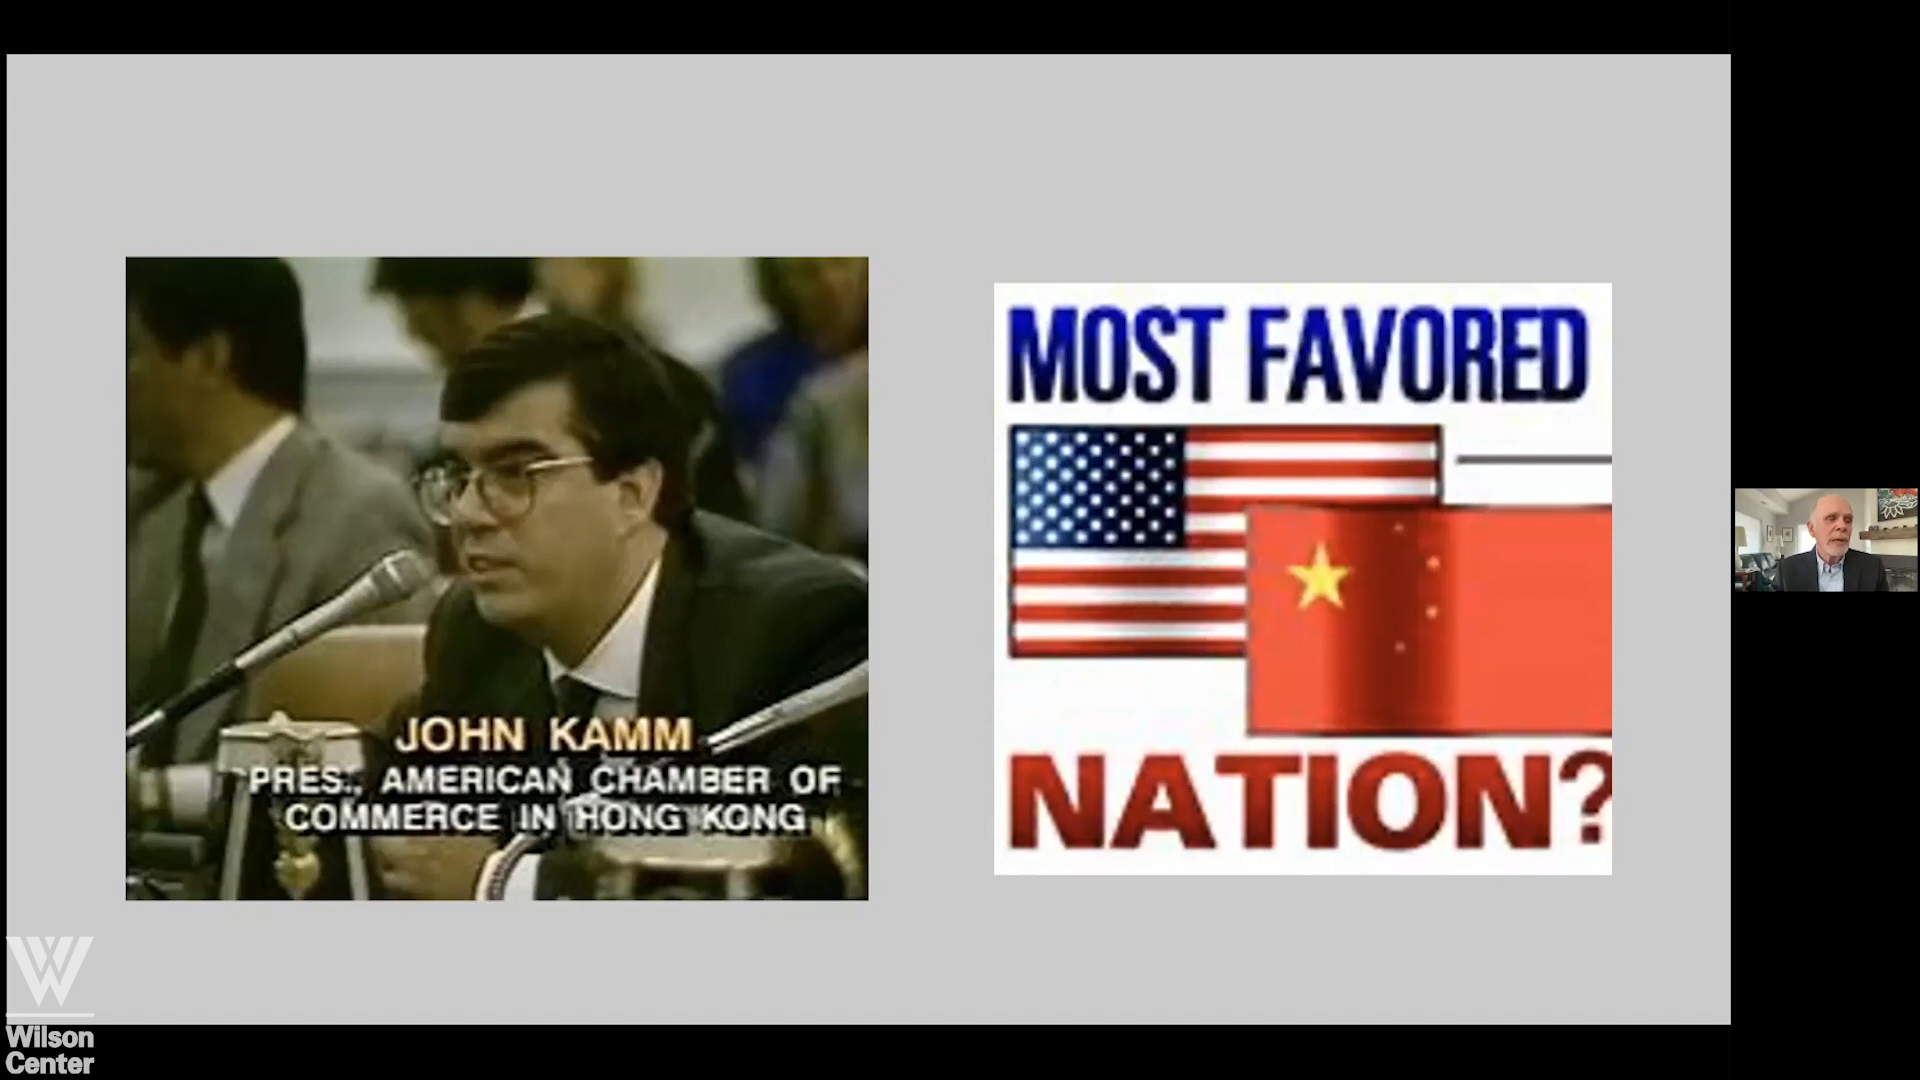 JOHN KAMM
PRES., AMERICAN CHAMBER OF
COMMERCE IN HONG KONG
MOST FAVORED
NATION?
Wilson
Center